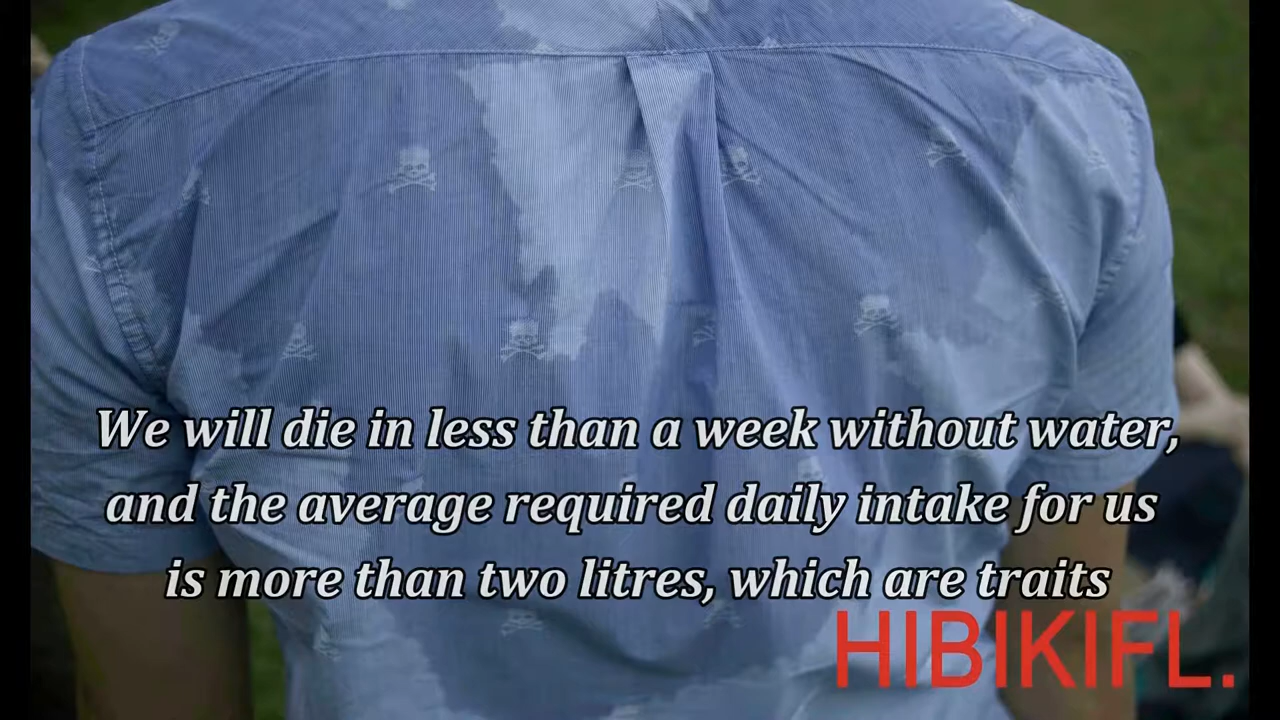 We will die in less than a week without water,
and the average required daily intake for us
is more than two litres, which are traits
HIBIKIFL.